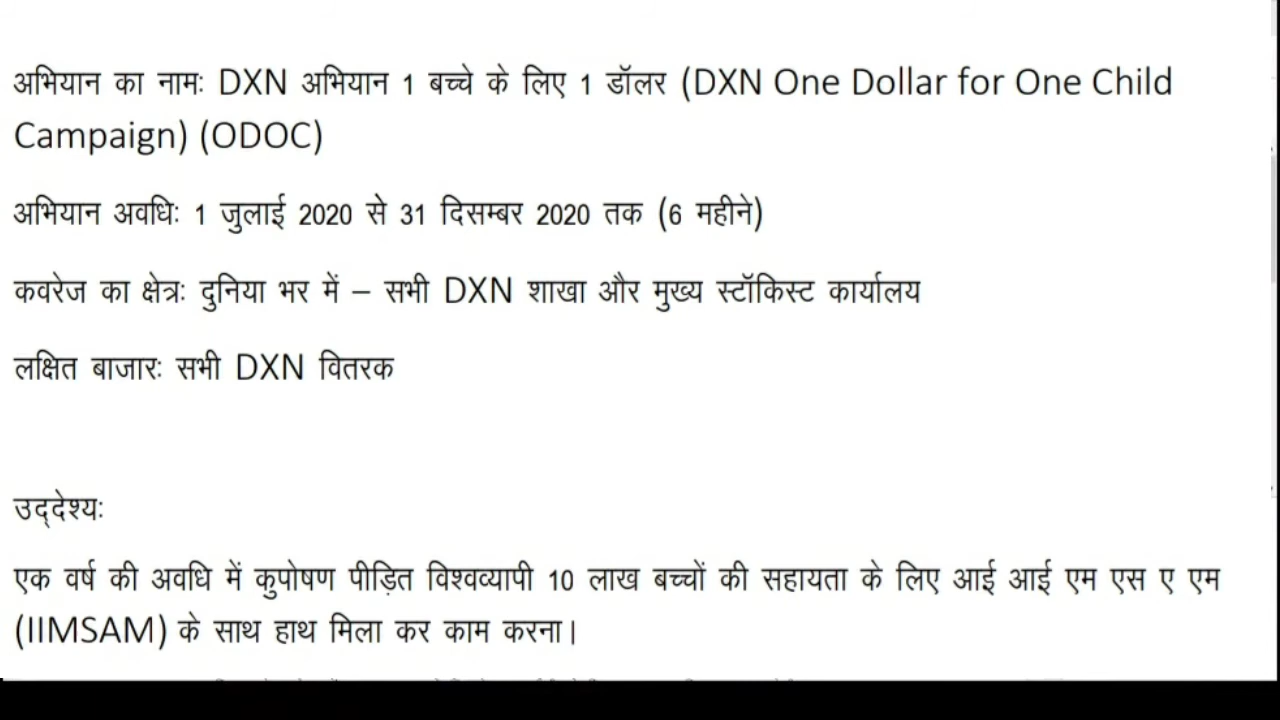 अभियान का नामः DXN अभियान 1 बच्चे के लिए 1 डॉलर (DXN One Dollar for One Child
Campaign) (ODOC)
अभियान अवधिः 1 जुलाई 2020 से 31 दिसम्बर 2020 तक (6 महीने)
कवरेज का क्षेत्रः दुनिया भर में – सभी DXN शाखा और मुख्य स्टॉकिस्ट कार्यालय
लक्षित बाजारः सभी DXN वितरक
उद्देश्यः
एक वर्ष की अवधि में कुपोषण पीड़ित विश्वव्यापी 10 लाख बच्चों की सहायता के लिए आई आई एम एस ए एम
(IIMSAM) के साथ हाथ मिला कर काम करना।